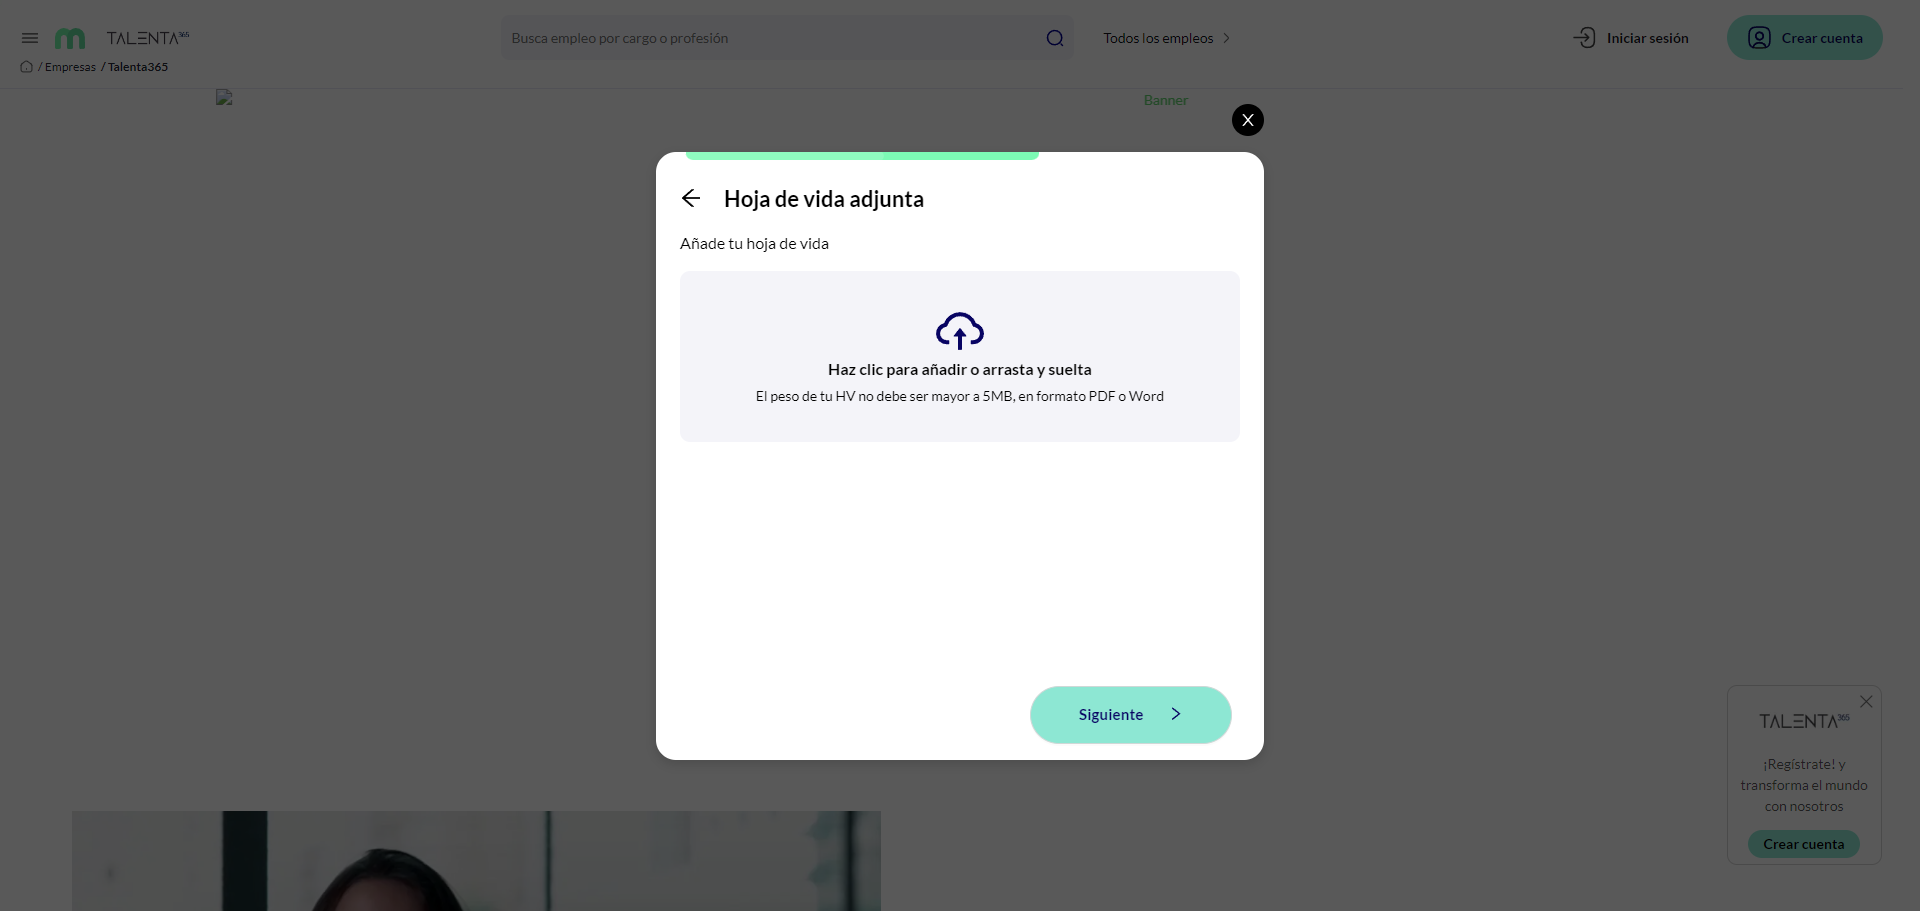 TALENTA365
Busca empleo por cargo o profesión
Todos los empleos
Iniciar sesión
Crear cuenta
/ Empresas / Talenta365
Banner
X
Hoja de vida adjunta
Añade tu hoja de vida
Haz clic para añadir o arrasta y suelta
El peso de tu HV no debe ser mayor a 5MB, en formato PDF o Word
Siguiente
TALENTA365
¡Regístrate! y
transforma el mundo
con nosotros
Crear cuenta